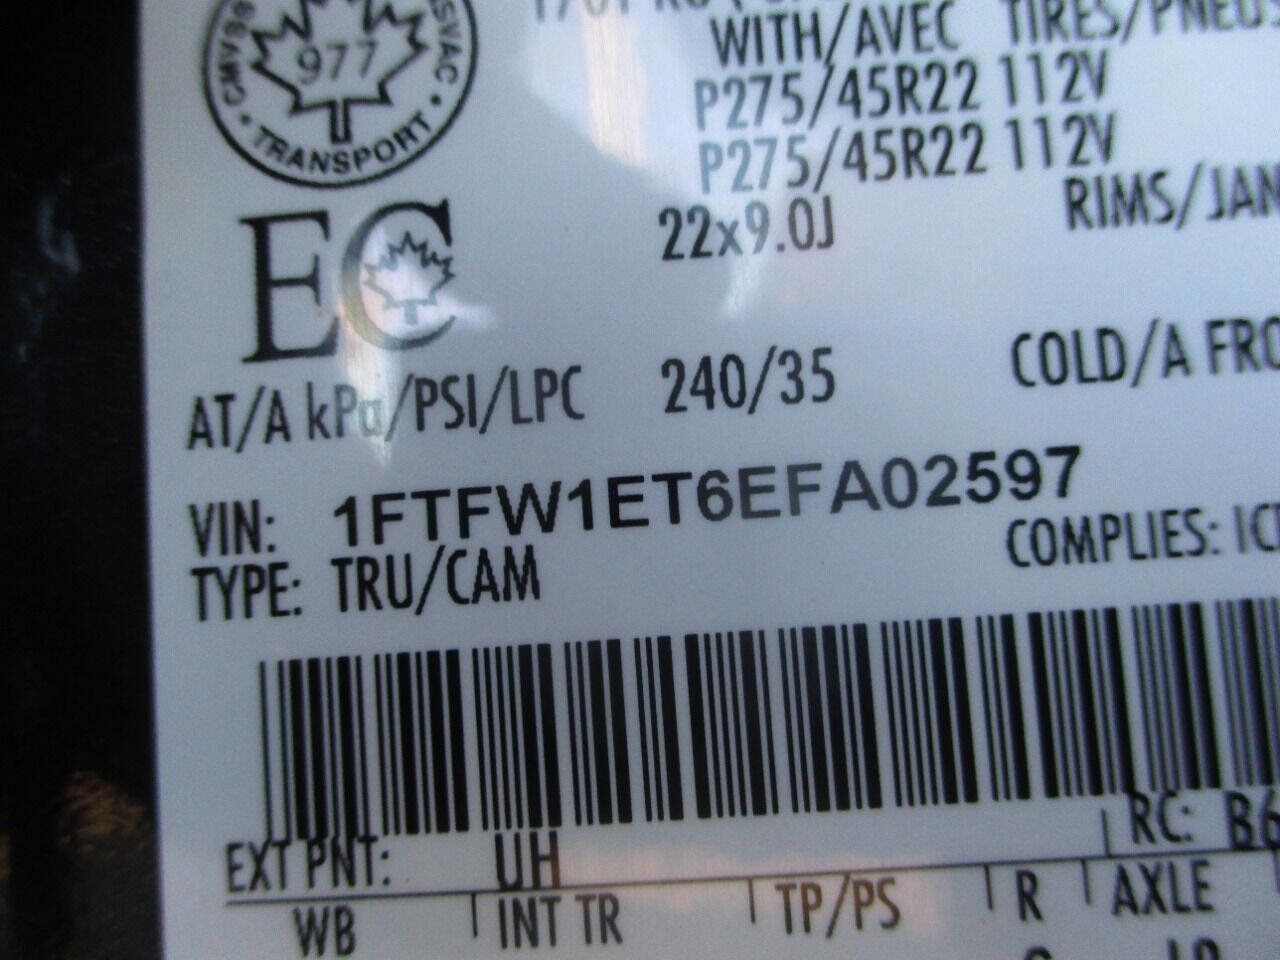 977
TRANSPORT
WITH/AVEC TIRES/PNEUS
P275/45R22 112V
P275/45R22 112V
22x9.0J RIMS/JAN
EC
AT/A kPa/PSI/LPC 240/35 COLD/A FRO
VIN: 1FTFW1ET6EFA02597
TYPE: TRU/CAM COMPLIES:
EXT PNT: UH RC: B6
WB INT TR TP/PS R AXLE